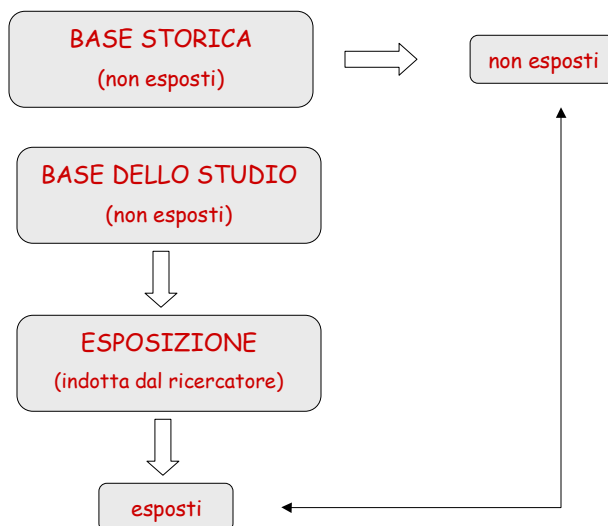 BASE STORICA
(non esposti)
non esposti
BASE DELLO STUDIO
(non esposti)
ESPOSIZIONE
(indotta dal ricercatore)
esposti